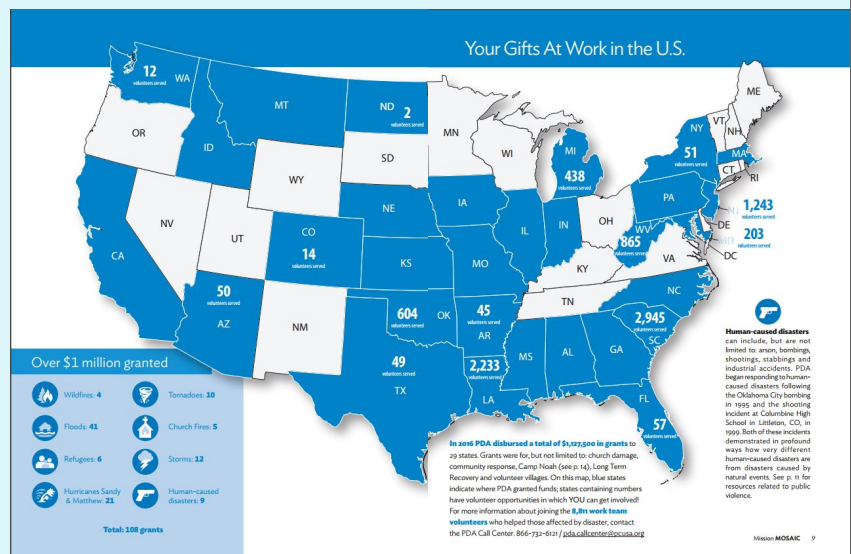 Your Gifts At Work in the U.S.
12
volunteers served
WA
MT
ND
2
volunteers served
MN
ME
VT
NH
NY
51
volunteers served
MA
CT
RI
OR
ID
SD
WI
MI
438
volunteers served
WY
NE
IA
PA
NJ
1,243
volunteers served
DE
MD
203
volunteers served
DC
NV
UT
CO
14
volunteers served
IL
IN
OH
WV
865
volunteers served
VA
CA
KS
MO
KY
50
volunteers served
AZ
NM
604
volunteers served
OK
45
volunteers served
AR
TN
NC
2,945
volunteers served
SC
49
volunteers served
TX
2,233
volunteers served
LA
MS
AL
GA
FL
57
volunteers served
Over $1 million granted
Wildfires: 4
Tornadoes: 10
Floods: 41
Church Fires: 5
Refugees: 6
Storms: 12
Hurricanes Sandy
& Matthew: 21
Human-caused
disasters: 9
Total: 108 grants
In 2016 PDA disbursed a total of $1,127,500 in grants to
29 states. Grants were for, but not limited to: church damage,
community response, Camp Noah (see p. 14), Long Term
Recovery and volunteer villages. On this map, blue states
indicate where PDA granted funds; states containing numbers
have volunteer opportunities in which YOU can get involved!
For more information about joining the 8,811 work team
volunteers who helped those affected by disaster, contact
the PDA Call Center. 866-732-6121 / pda.callcenter@pcusa.org
Human-caused disasters
can include, but are not
limited to: arson, bombings,
shootings, stabbings and
industrial accidents. PDA
began responding to human-
caused disasters following
the Oklahoma City bombing
in 1995 and the shooting
incident at Columbine High
School in Littleton, CO, in
1999. Both of these incidents
demonstrated in profound
ways how very different
human-caused disasters are
from disasters caused by
natural events. See p. 11 for
resources related to public
violence.
Mission MOSAIC 9